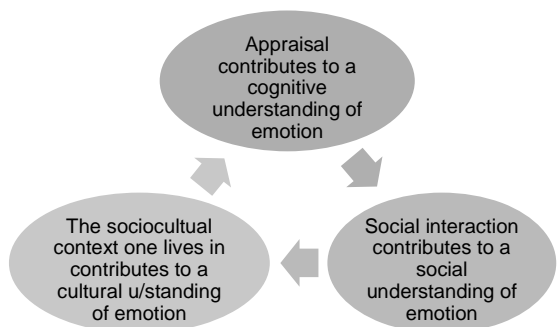 Appraisal
contributes to a
cognitive
understanding of
emotion
The sociocultual
context one lives in
contributes to a
cultural u/standing
of emotion
Social interaction
contributes to a
social
understanding of
emotion